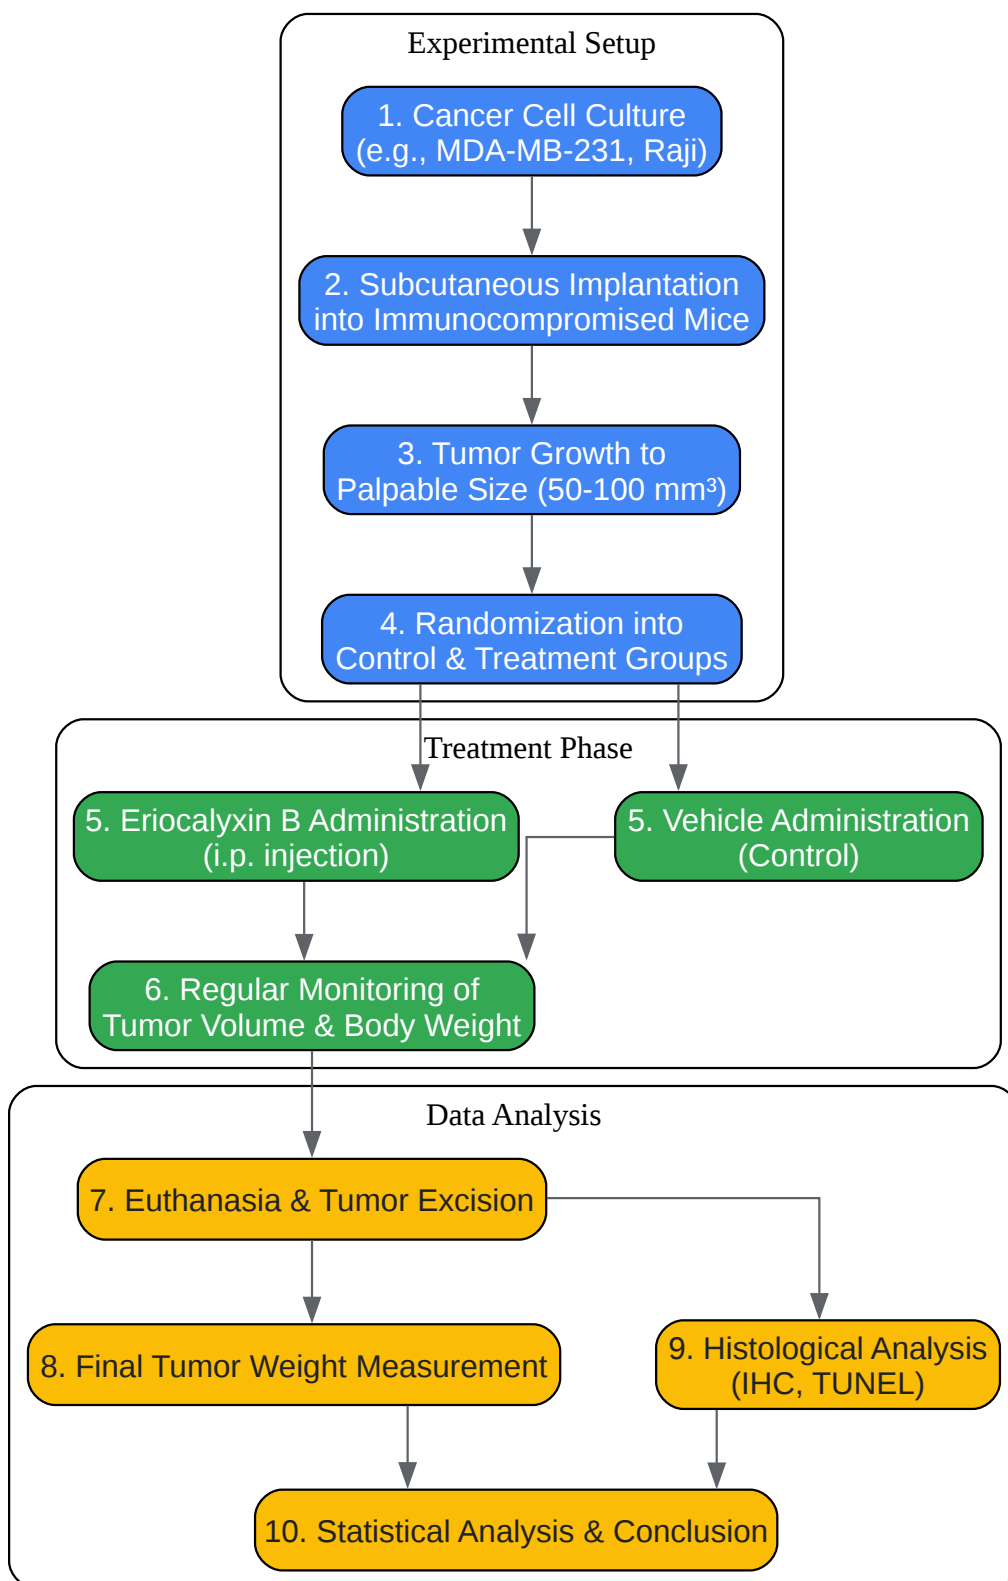 Experimental Setup
1. Cancer Cell Culture
(e.g., MDA-MB-231, Raji)
2. Subcutaneous Implantation
into Immunocompromised Mice
3. Tumor Growth to
Palpable Size (50-100 mm³)
4. Randomization into
Control & Treatment Groups
Treatment Phase
5. Eriocalyxin B Administration
(i.p. injection)
5. Vehicle Administration
(Control)
6. Regular Monitoring of
Tumor Volume & Body Weight
Data Analysis
7. Euthanasia & Tumor Excision
8. Final Tumor Weight Measurement
9. Histological Analysis
(IHC, TUNEL)
10. Statistical Analysis & Conclusion